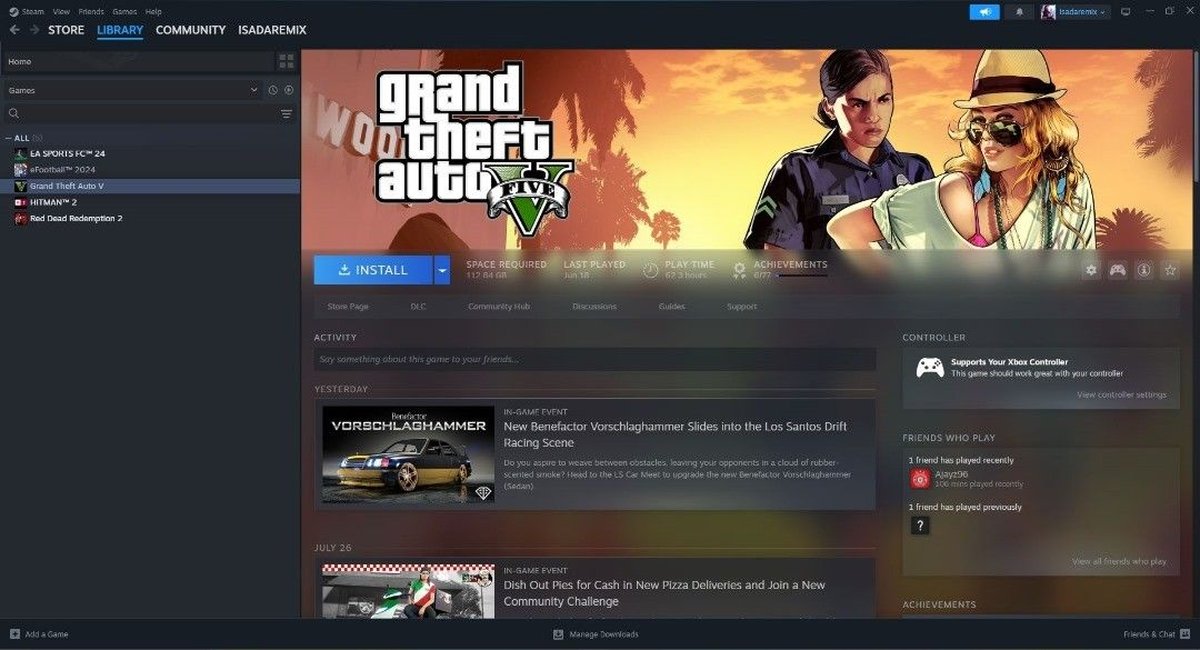 Steam View Friends Games Help
Isadaremix
STORE LIBRARY COMMUNITY ISADAREMIX
Home
Games
ALL (5)
EA SPORTS FC™ 24
eFootball™ 2024
Grand Theft Auto V
HITMAN™ 2
Red Dead Redemption 2
grand
theft
auto
FIVE
V
WOO
INSTALL
SPACE REQUIRED
112.84 GB
LAST PLAYED
Jun 18
PLAY TIME
62.3 hours
ACHIEVEMENTS
6/77
Store Page DLC Community Hub Discussions Guides Support
ACTIVITY
Say something about this game to your friends...
YESTERDAY
Benefactor
VORSCHLAGHAMMER
IN-GAME EVENT
New Benefactor Vorschlaghammer Slides into the Los Santos Drift
Racing Scene
Do you aspire to weave between obstacles, leaving your opponents in a cloud of rubber-
scented smoke? Head to the LS Car Meet to upgrade the new Benefactor Vorschlaghammer
(Sedan)
JULY 26
IN-GAME EVENT
Dish Out Pies for Cash in New Pizza Deliveries and Join a New
Community Challenge
CONTROLLER
Supports Your Xbox Controller
This game should work great with your controller
View controller settings
FRIENDS WHO PLAY
1 friend has played recently
Ajayz96
106 mins played recently
1 friend has played previously
?
View all friends who play
ACHIEVEMENTS
Add a Game
Manage Downloads
Friends & Chat